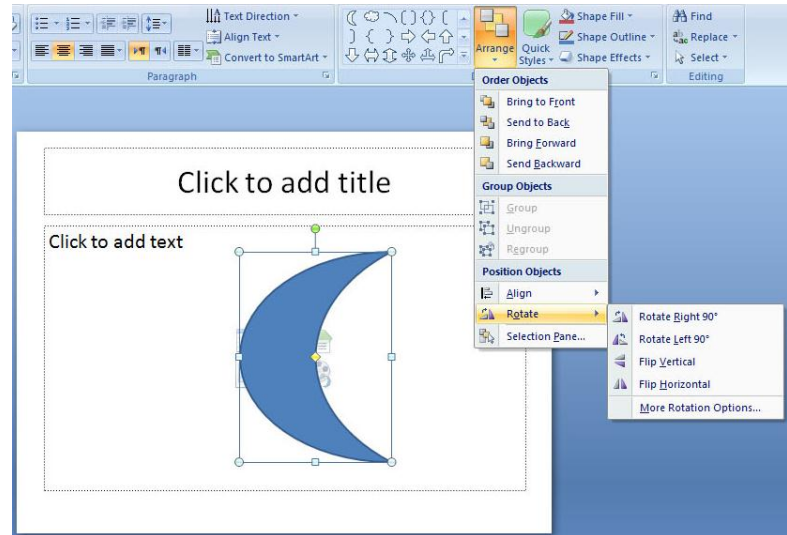 Text Direction
Align Text
Convert to SmartArt
Paragraph
Arrange
Quick Styles
Shape Fill
Shape Outline
Shape Effects
Find
Replace
Select
Editing
Order Objects
Bring to Front
Send to Back
Bring Forward
Send Backward
Group Objects
Group
Ungroup
Regroup
Position Objects
Align
Rotate
Selection Pane...
Rotate Right 90°
Rotate Left 90°
Flip Vertical
Flip Horizontal
More Rotation Options...
Click to add title
Click to add text